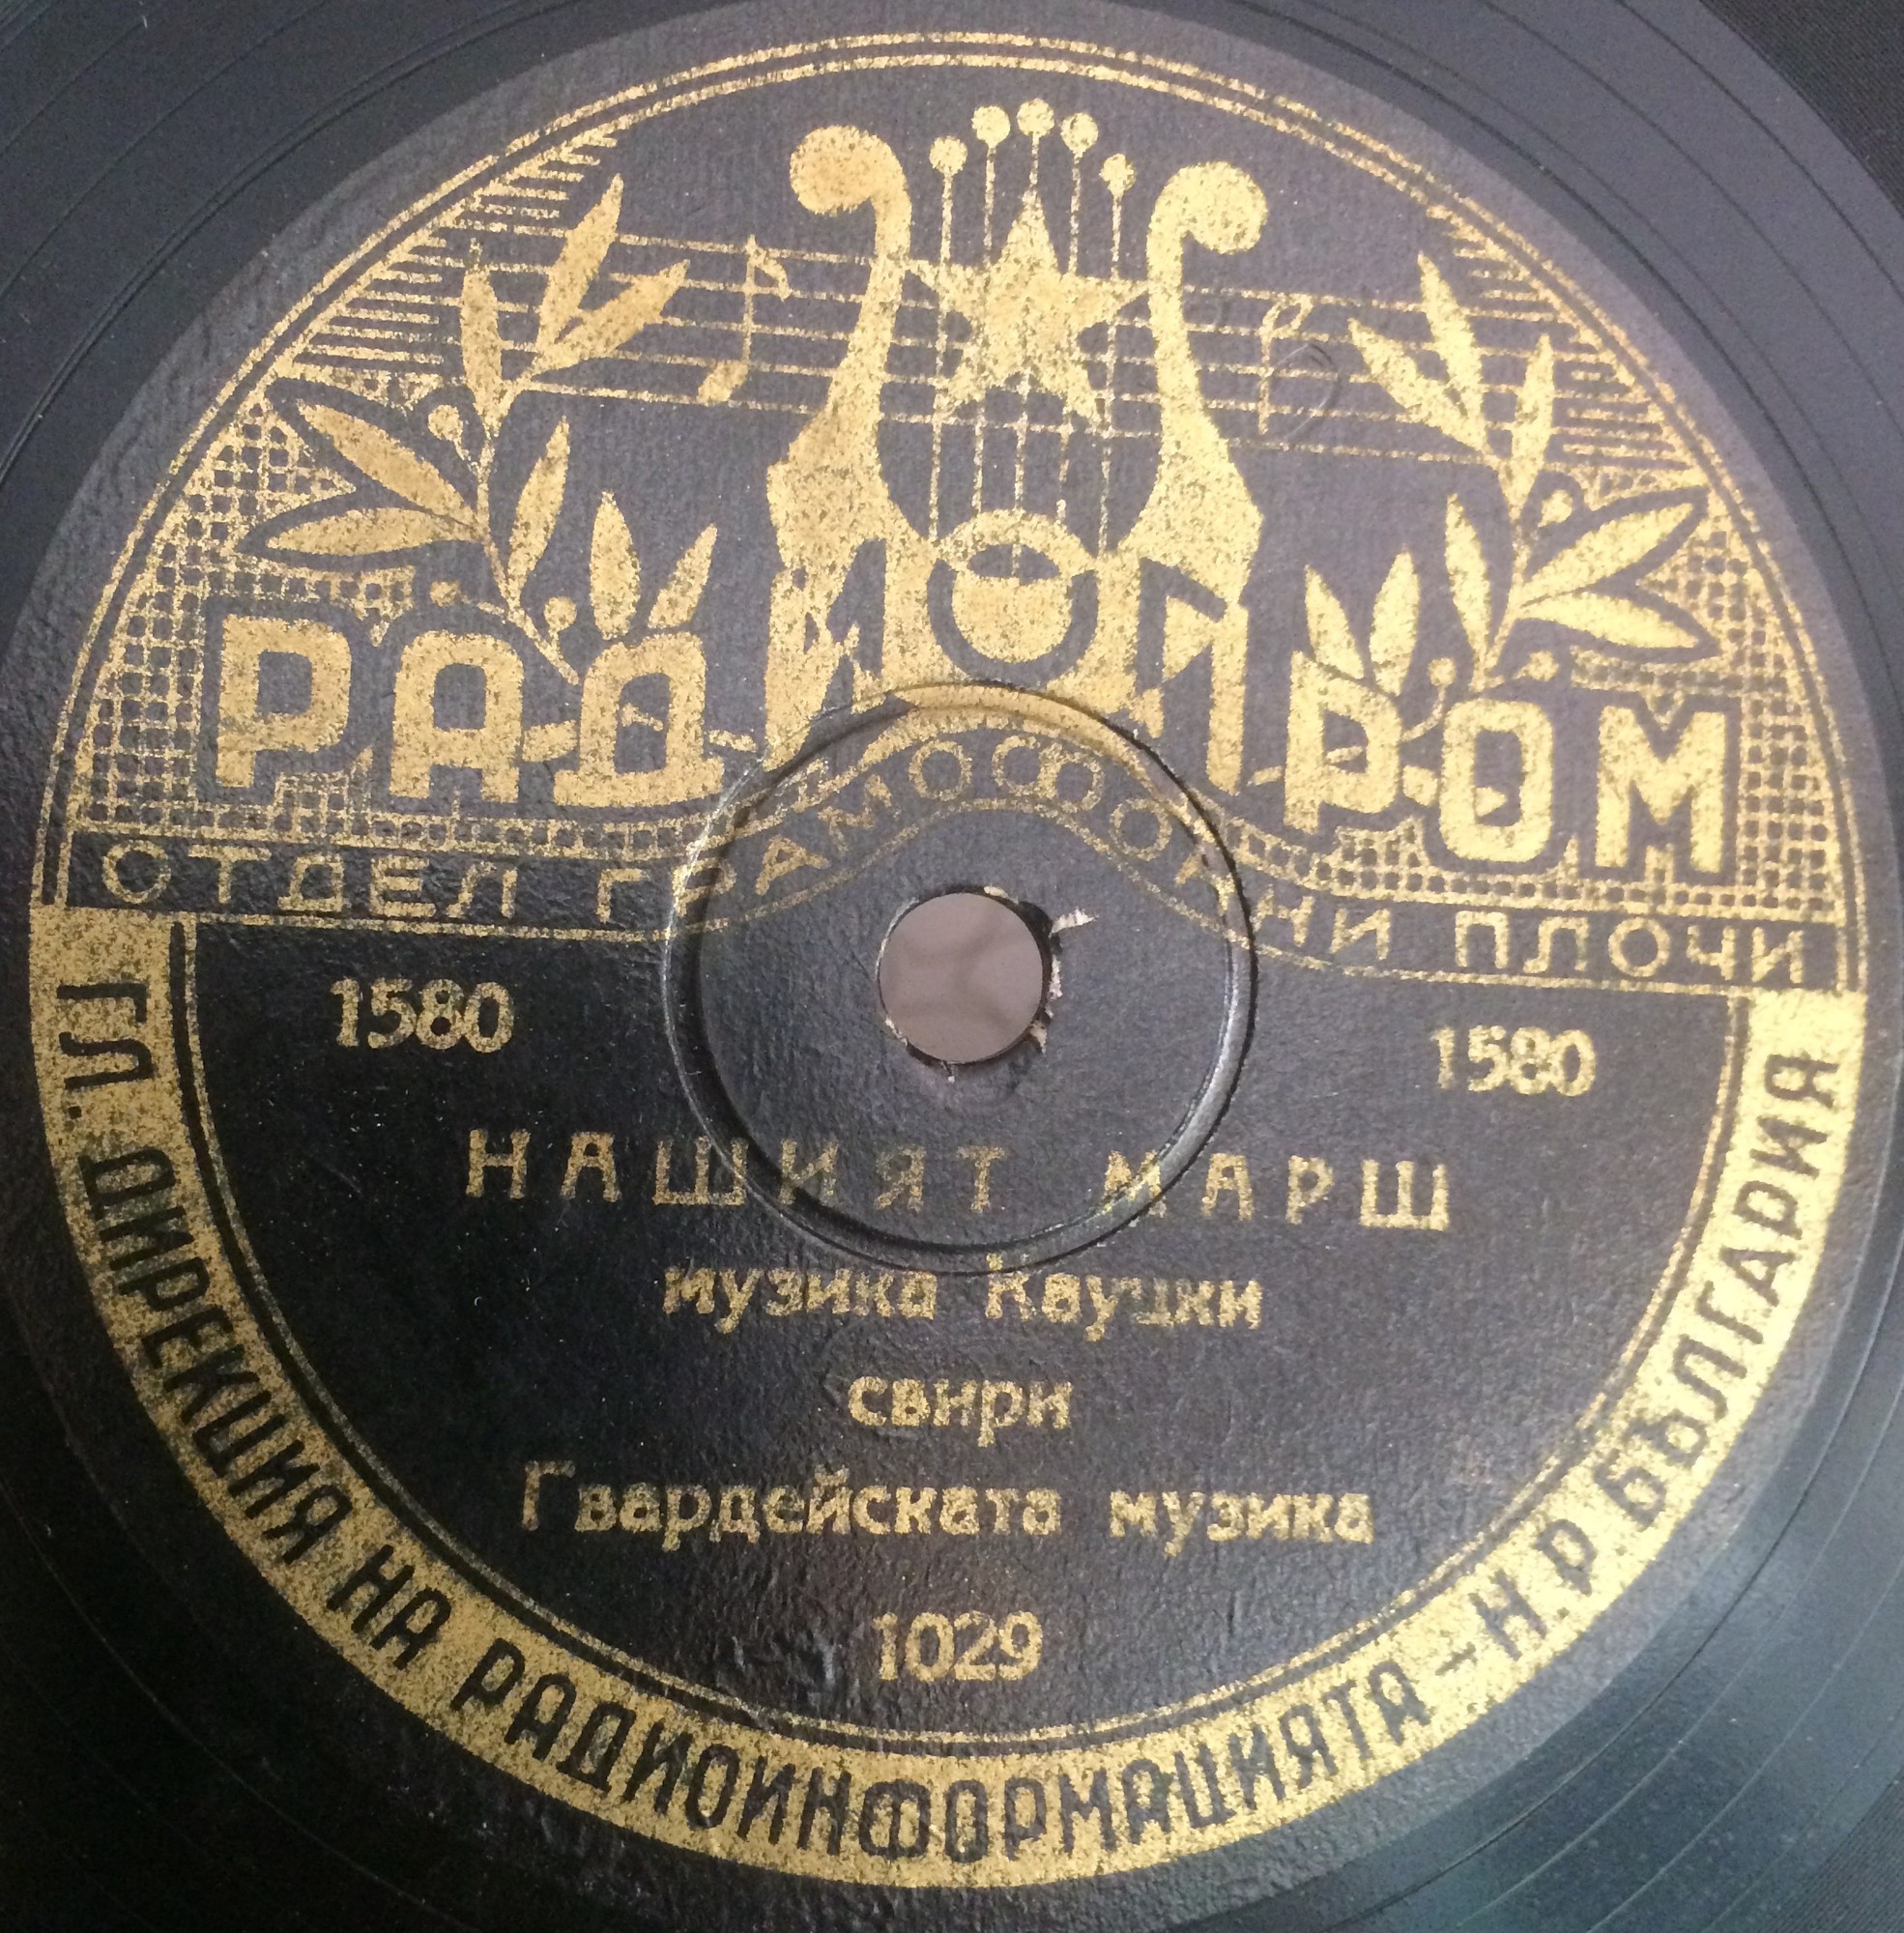 РАДИОПРОМ
ОТДЕЛ ГРАМОФОННИ ПЛОЧИ
1580 1580
НАШИЯТ МАРШ
музика Кауцки
свири
Гвардейската музика
1029
ГЛ. ДИРЕКЦИЯ НА РАДИОИНФОРМАЦИЯТА – Н.Р БЪЛГАРИЯ